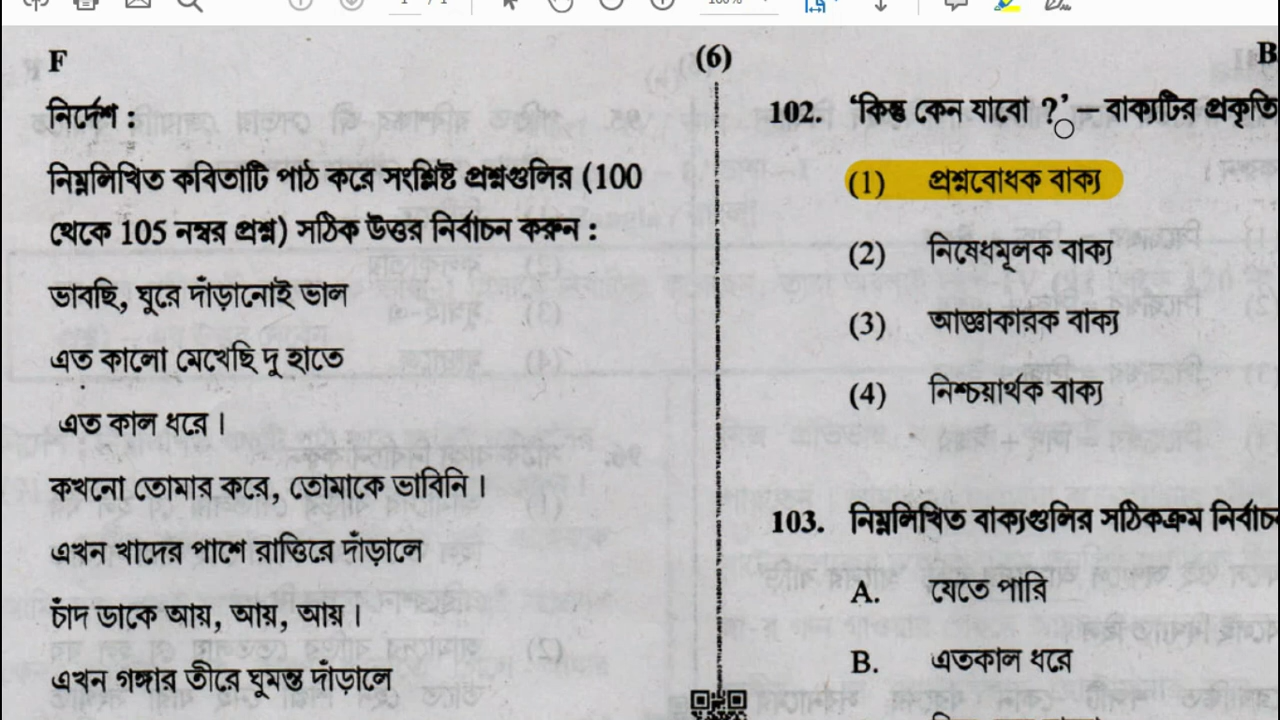 F
(6)
B
নির্দেশ :
নিম্নলিখিত কবিতাটি পাঠ করে সংশ্লিষ্ট প্রশ্নগুলির (100
থেকে 105 নম্বর প্রশ্ন) সঠিক উত্তর নির্বাচন করুন :
ভাবছি, ঘুরে দাঁড়ানোই ভাল
এত কালো মেখেছি দু হাতে
এত কাল ধরে।
কখনো তোমার করে, তোমাকে ভাবিনি।
এখন খাদের পাশে রাত্তিরে দাঁড়ালে
চাঁদ ডাকে আয়, আয়, আয়।
এখন গঙ্গার তীরে ঘুমন্ত দাঁড়ালে
102. 'কিন্তু কেন যাবো ?' – বাক্যটির প্রকৃতি
(1) প্রশ্নবোধক বাক্য
(2) নিষেধমূলক বাক্য
(3) আজ্ঞাকারক বাক্য
(4) নিশ্চয়ার্থক বাক্য
103. নিম্নলিখিত বাক্যগুলির সঠিকক্রম নির্বাচন
A. যেতে পারি
B. এতকাল ধরে